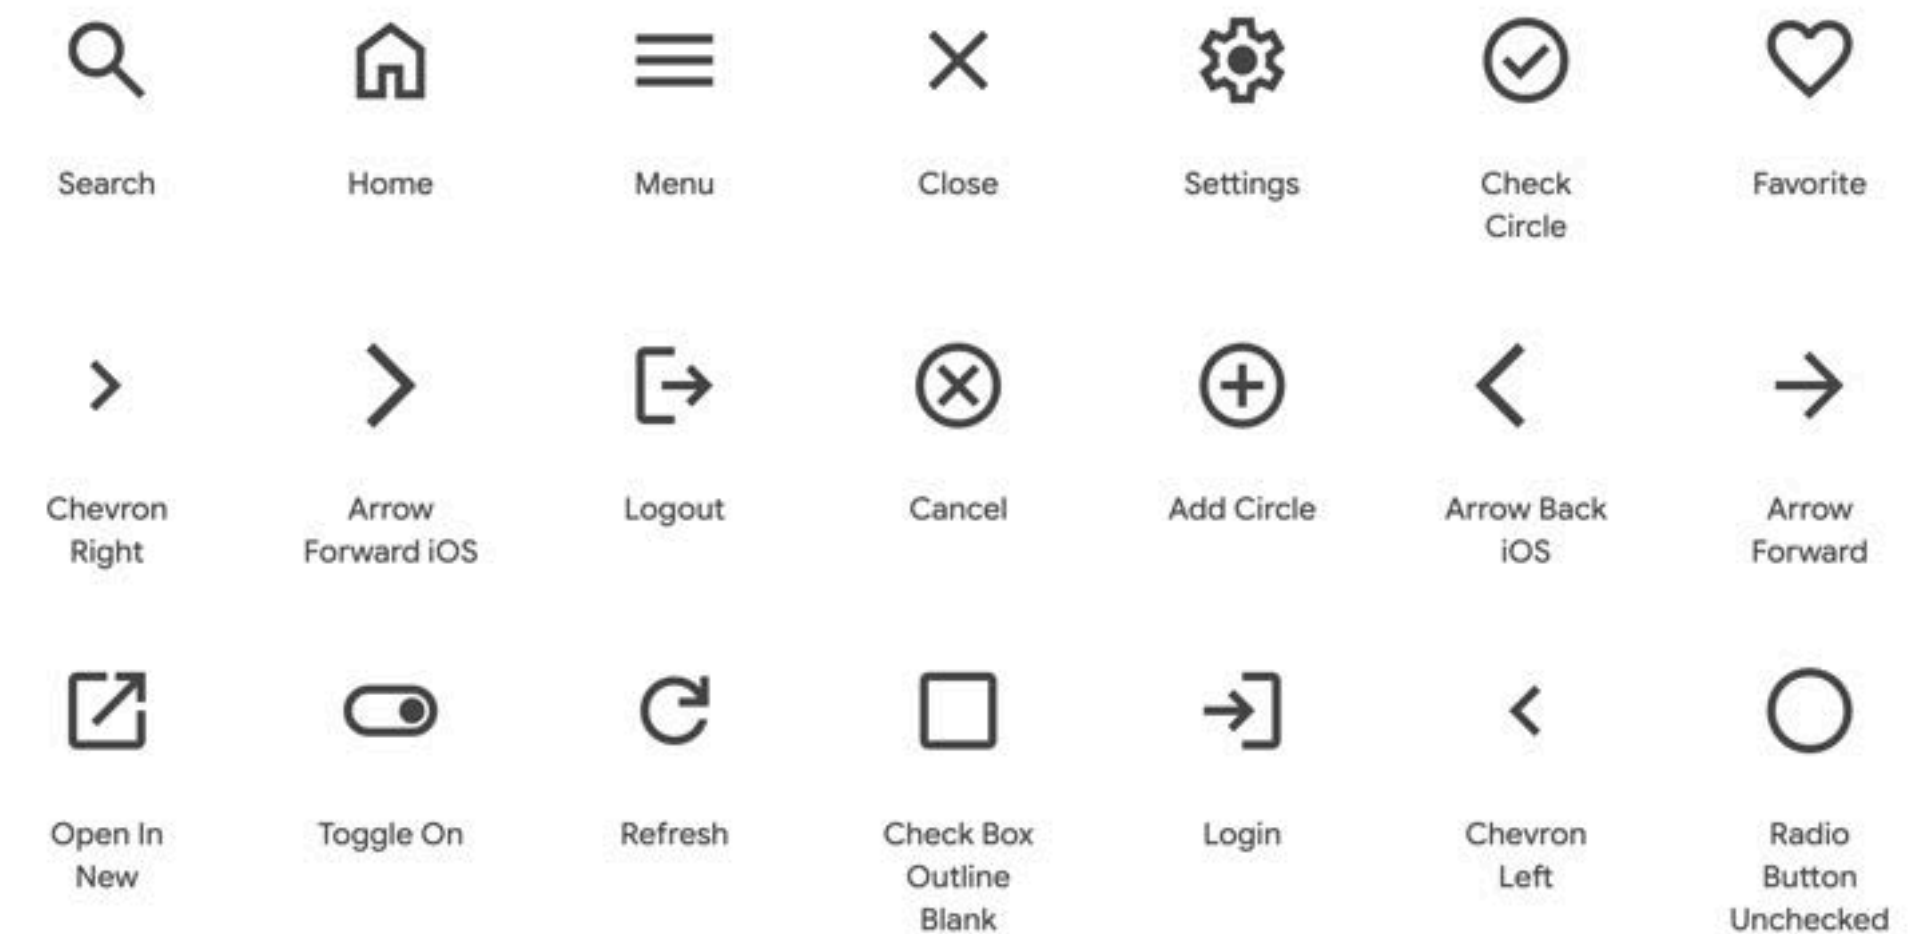 Search
Home
Menu
Close
Settings
Check
Circle
Favorite
Chevron
Right
Arrow
Forward iOS
Logout
Cancel
Add Circle
Arrow Back
iOS
Arrow
Forward
Open In
New
Toggle On
Refresh
Check Box
Outline
Blank
Login
Chevron
Left
Radio
Button
Unchecked